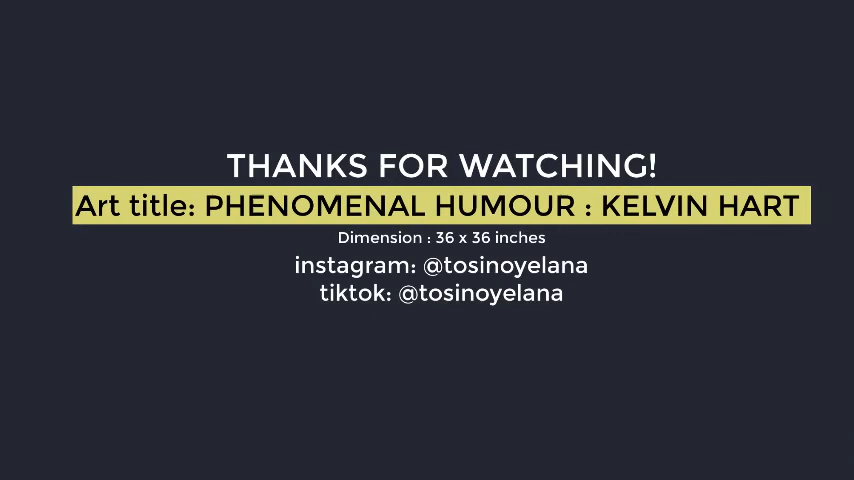 THANKS FOR WATCHING!
Art title: PHENOMENAL HUMOUR : KELVIN HART
Dimension : 36 x 36 inches
instagram: @tosinoyelana
tiktok: @tosinoyelana